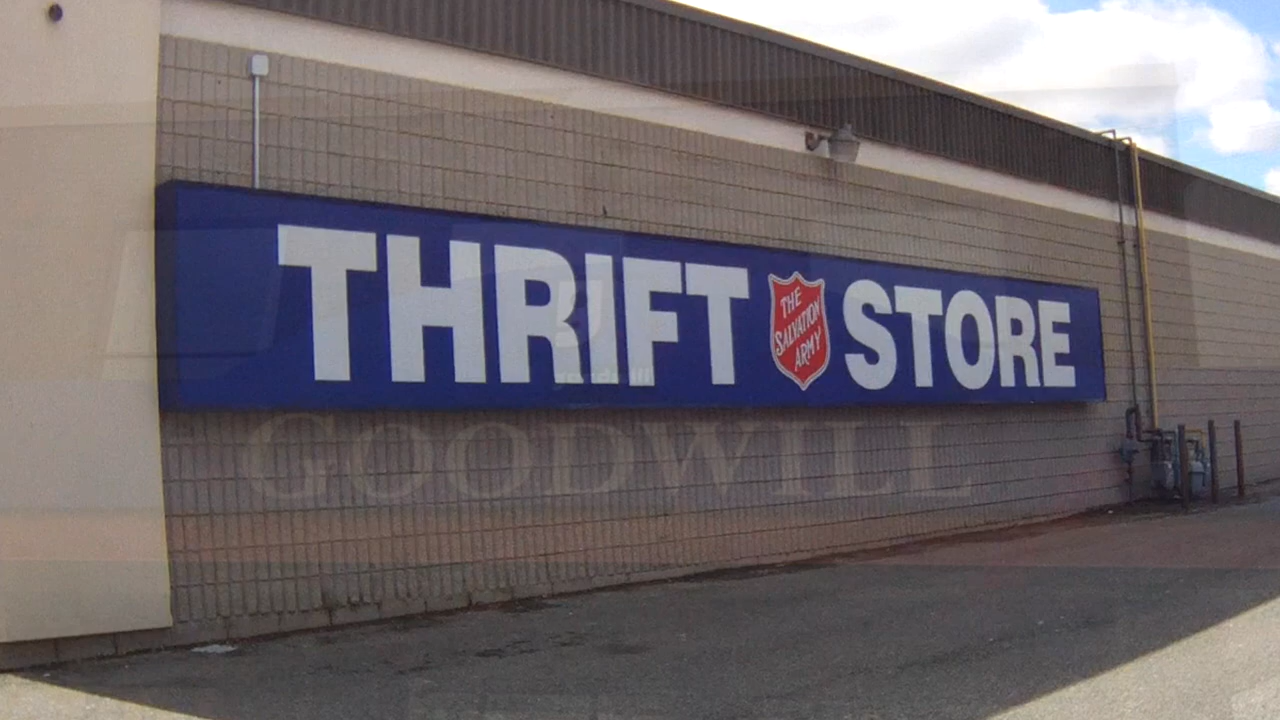 THRIFT STORE
THE
SALVATION
ARMY
GOODWILL